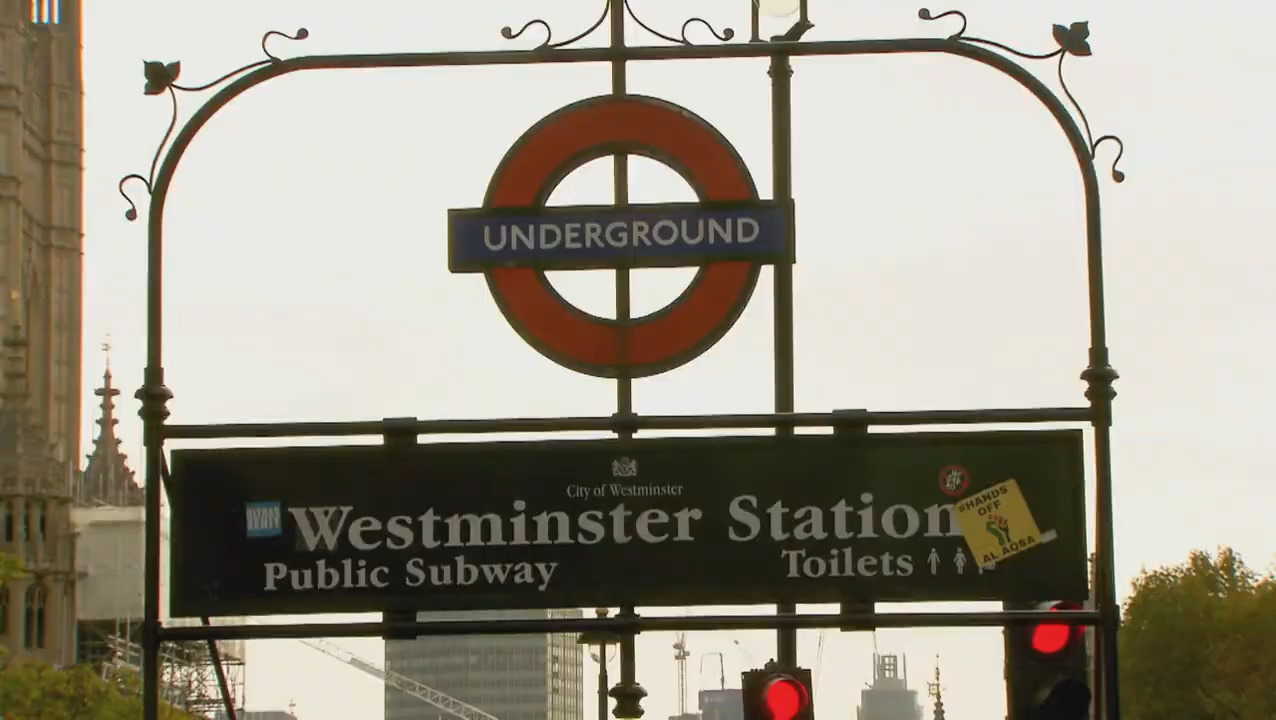 UNDERGROUND
City of Westminster
Westminster Station
Public Subway
Toilets
#HANDS
OFF
AL AQSA